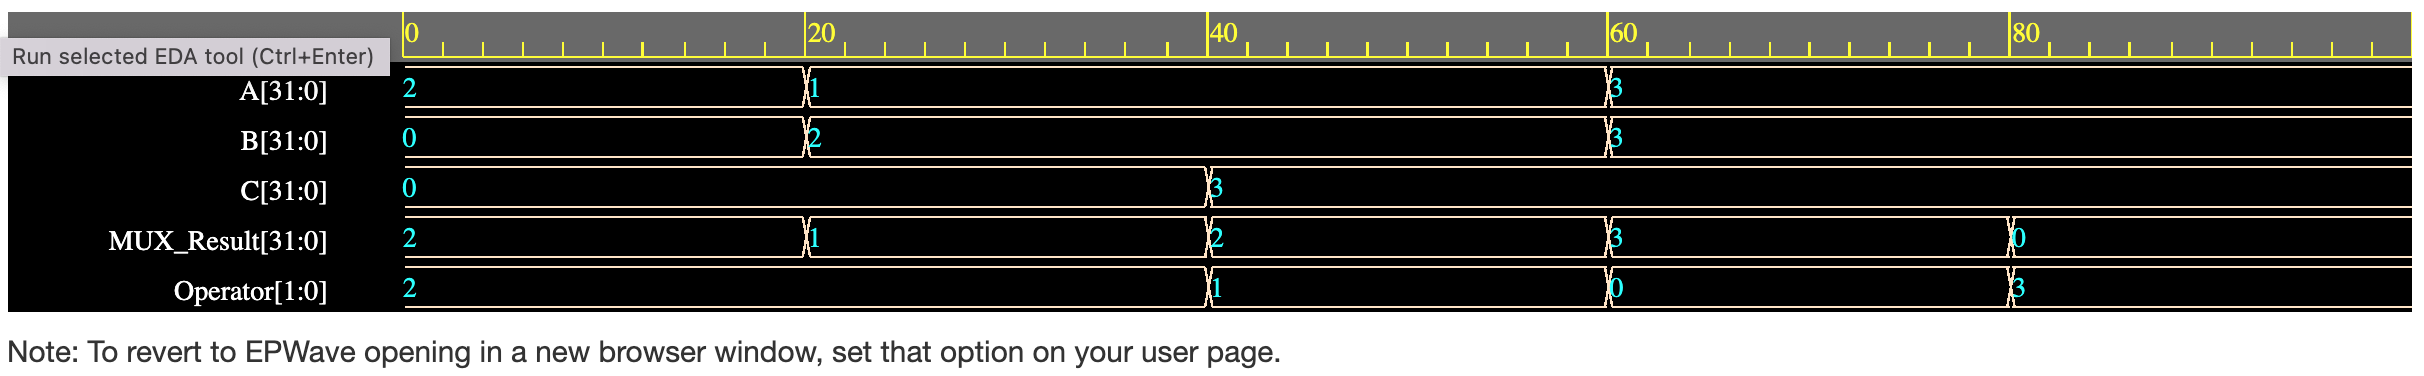 0 20 40 60 80
Run selected EDA tool (Ctrl+Enter)
A[31:0] 2 1 3
B[31:0] 0 2 3
C[31:0] 0 3
MUX_Result[31:0] 2 1 2 3 0
Operator[1:0] 2 1 0 3
Note: To revert to EPWave opening in a new browser window, set that option on your user page.